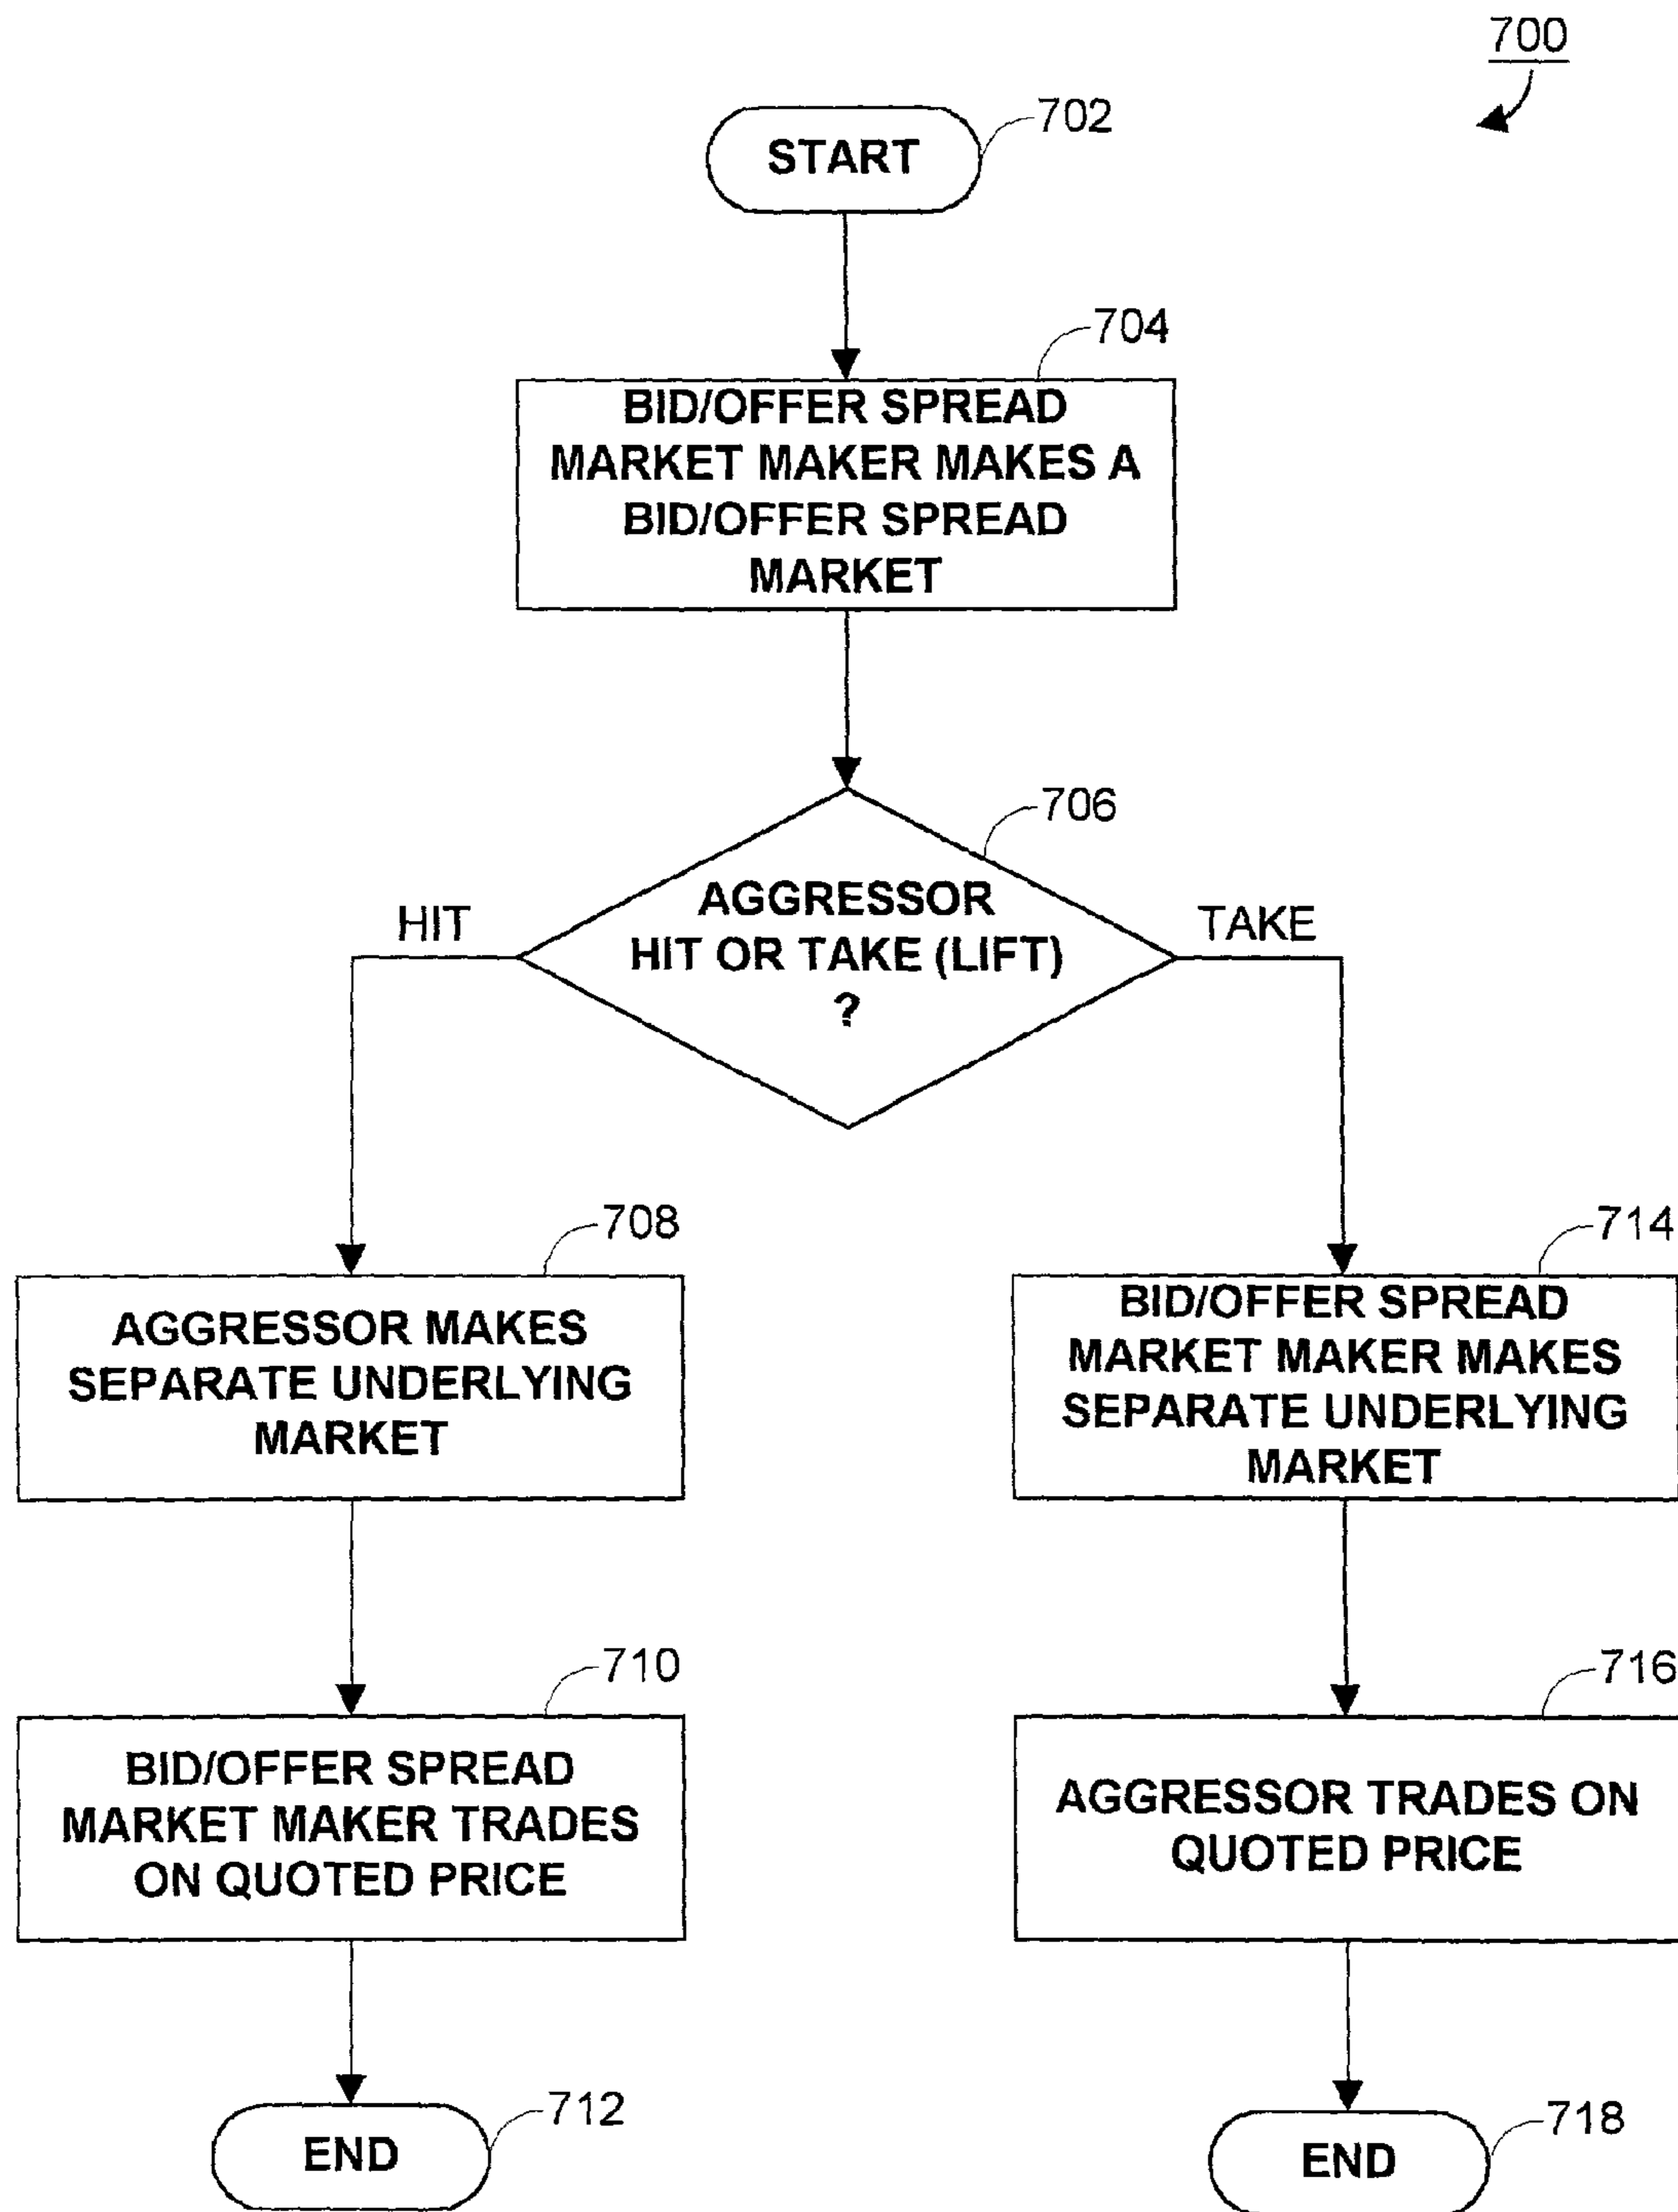 700
START
702
704
BID/OFFER SPREAD
MARKET MAKER MAKES A
BID/OFFER SPREAD
MARKET
706
AGGRESSOR
HIT OR TAKE (LIFT)
?
HIT
TAKE
708
AGGRESSOR MAKES
SEPARATE UNDERLYING
MARKET
714
BID/OFFER SPREAD
MARKET MAKER MAKES
SEPARATE UNDERLYING
MARKET
710
BID/OFFER SPREAD
MARKET MAKER TRADES
ON QUOTED PRICE
716
AGGRESSOR TRADES ON
QUOTED PRICE
712
END
718
END